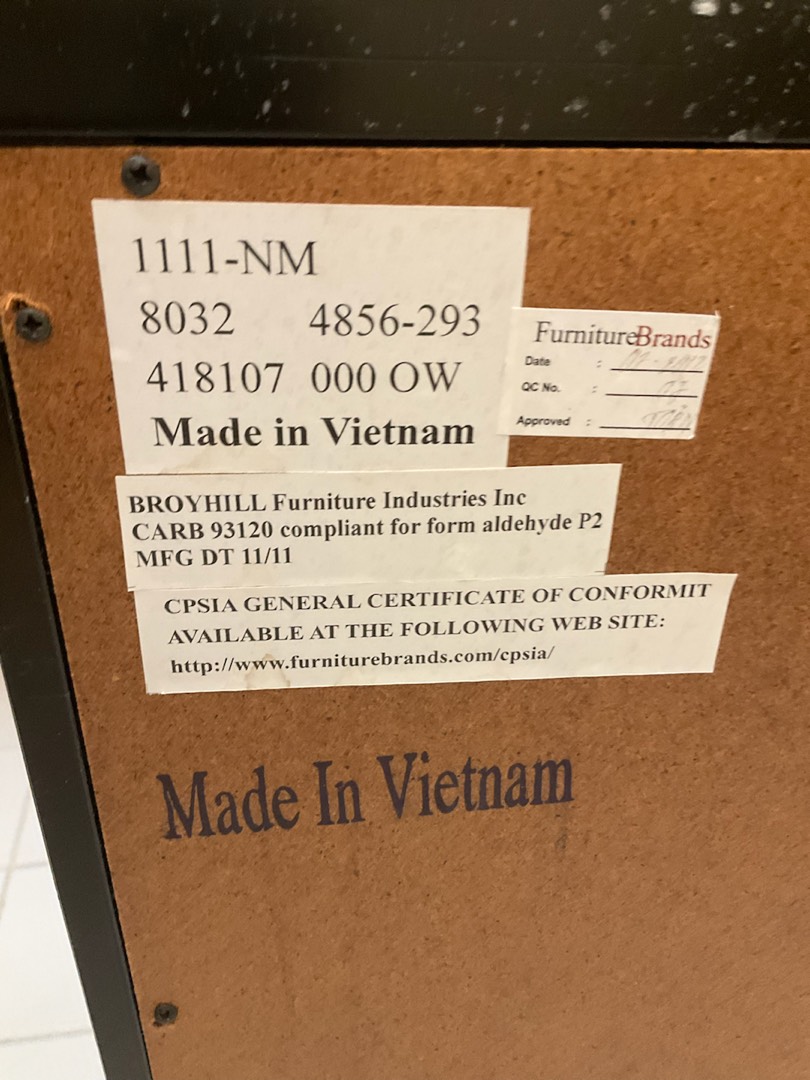 1111-NM
8032 4856-293
418107 000 OW
Made in Vietnam
FurnitureBrands
Date :
QC No. :
Approved :
BROYHILL Furniture Industries Inc
CARB 93120 compliant for form aldehyde P2
MFG DT 11/11
CPSIA GENERAL CERTIFICATE OF CONFORMIT
AVAILABLE AT THE FOLLOWING WEB SITE:
http://www.furniturebrands.com/cpsia/
Made In Vietnam